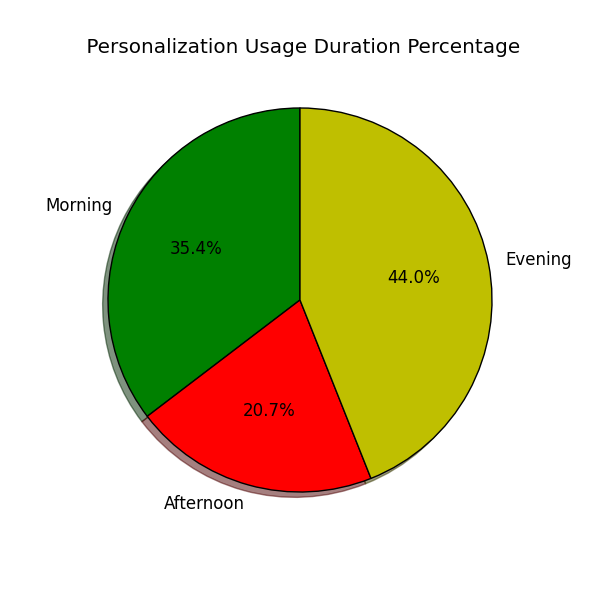 Personalization Usage Duration Percentage
Morning
35.4%
Evening
44.0%
20.7%
Afternoon